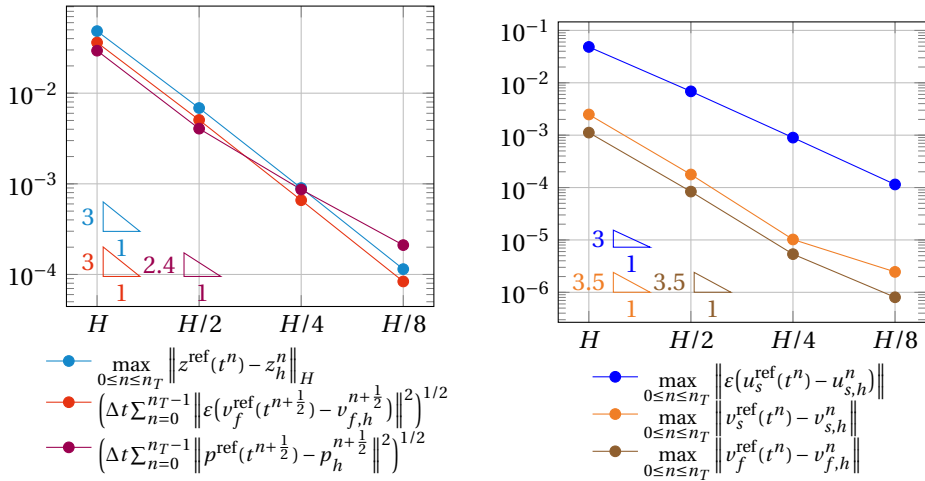 10^{-2}
10^{-3}
10^{-4}
3
1
3
1
2.4
1
H H/2 H/4 H/8
max_{0≤n≤n_T} ‖z^{ref}(t^n) − z_h^n‖_H
(Δt ∑_{n=0}^{n_T−1} ‖ε(v_f^{ref}(t^{n+1/2}) − v_{f,h}^{n+1/2})‖^2)^{1/2}
(Δt ∑_{n=0}^{n_T−1} ‖p^{ref}(t^{n+1/2}) − p_h^{n+1/2}‖^2)^{1/2}
10^{-1}
10^{-2}
10^{-3}
10^{-4}
10^{-5}
10^{-6}
3
1
3.5
1
3.5
1
H H/2 H/4 H/8
max_{0≤n≤n_T} ‖ε(u_s^{ref}(t^n) − u_{s,h}^n)‖
max_{0≤n≤n_T} ‖v_s^{ref}(t^n) − v_{s,h}^n‖
max_{0≤n≤n_T} ‖v_f^{ref}(t^n) − v_{f,h}^n‖